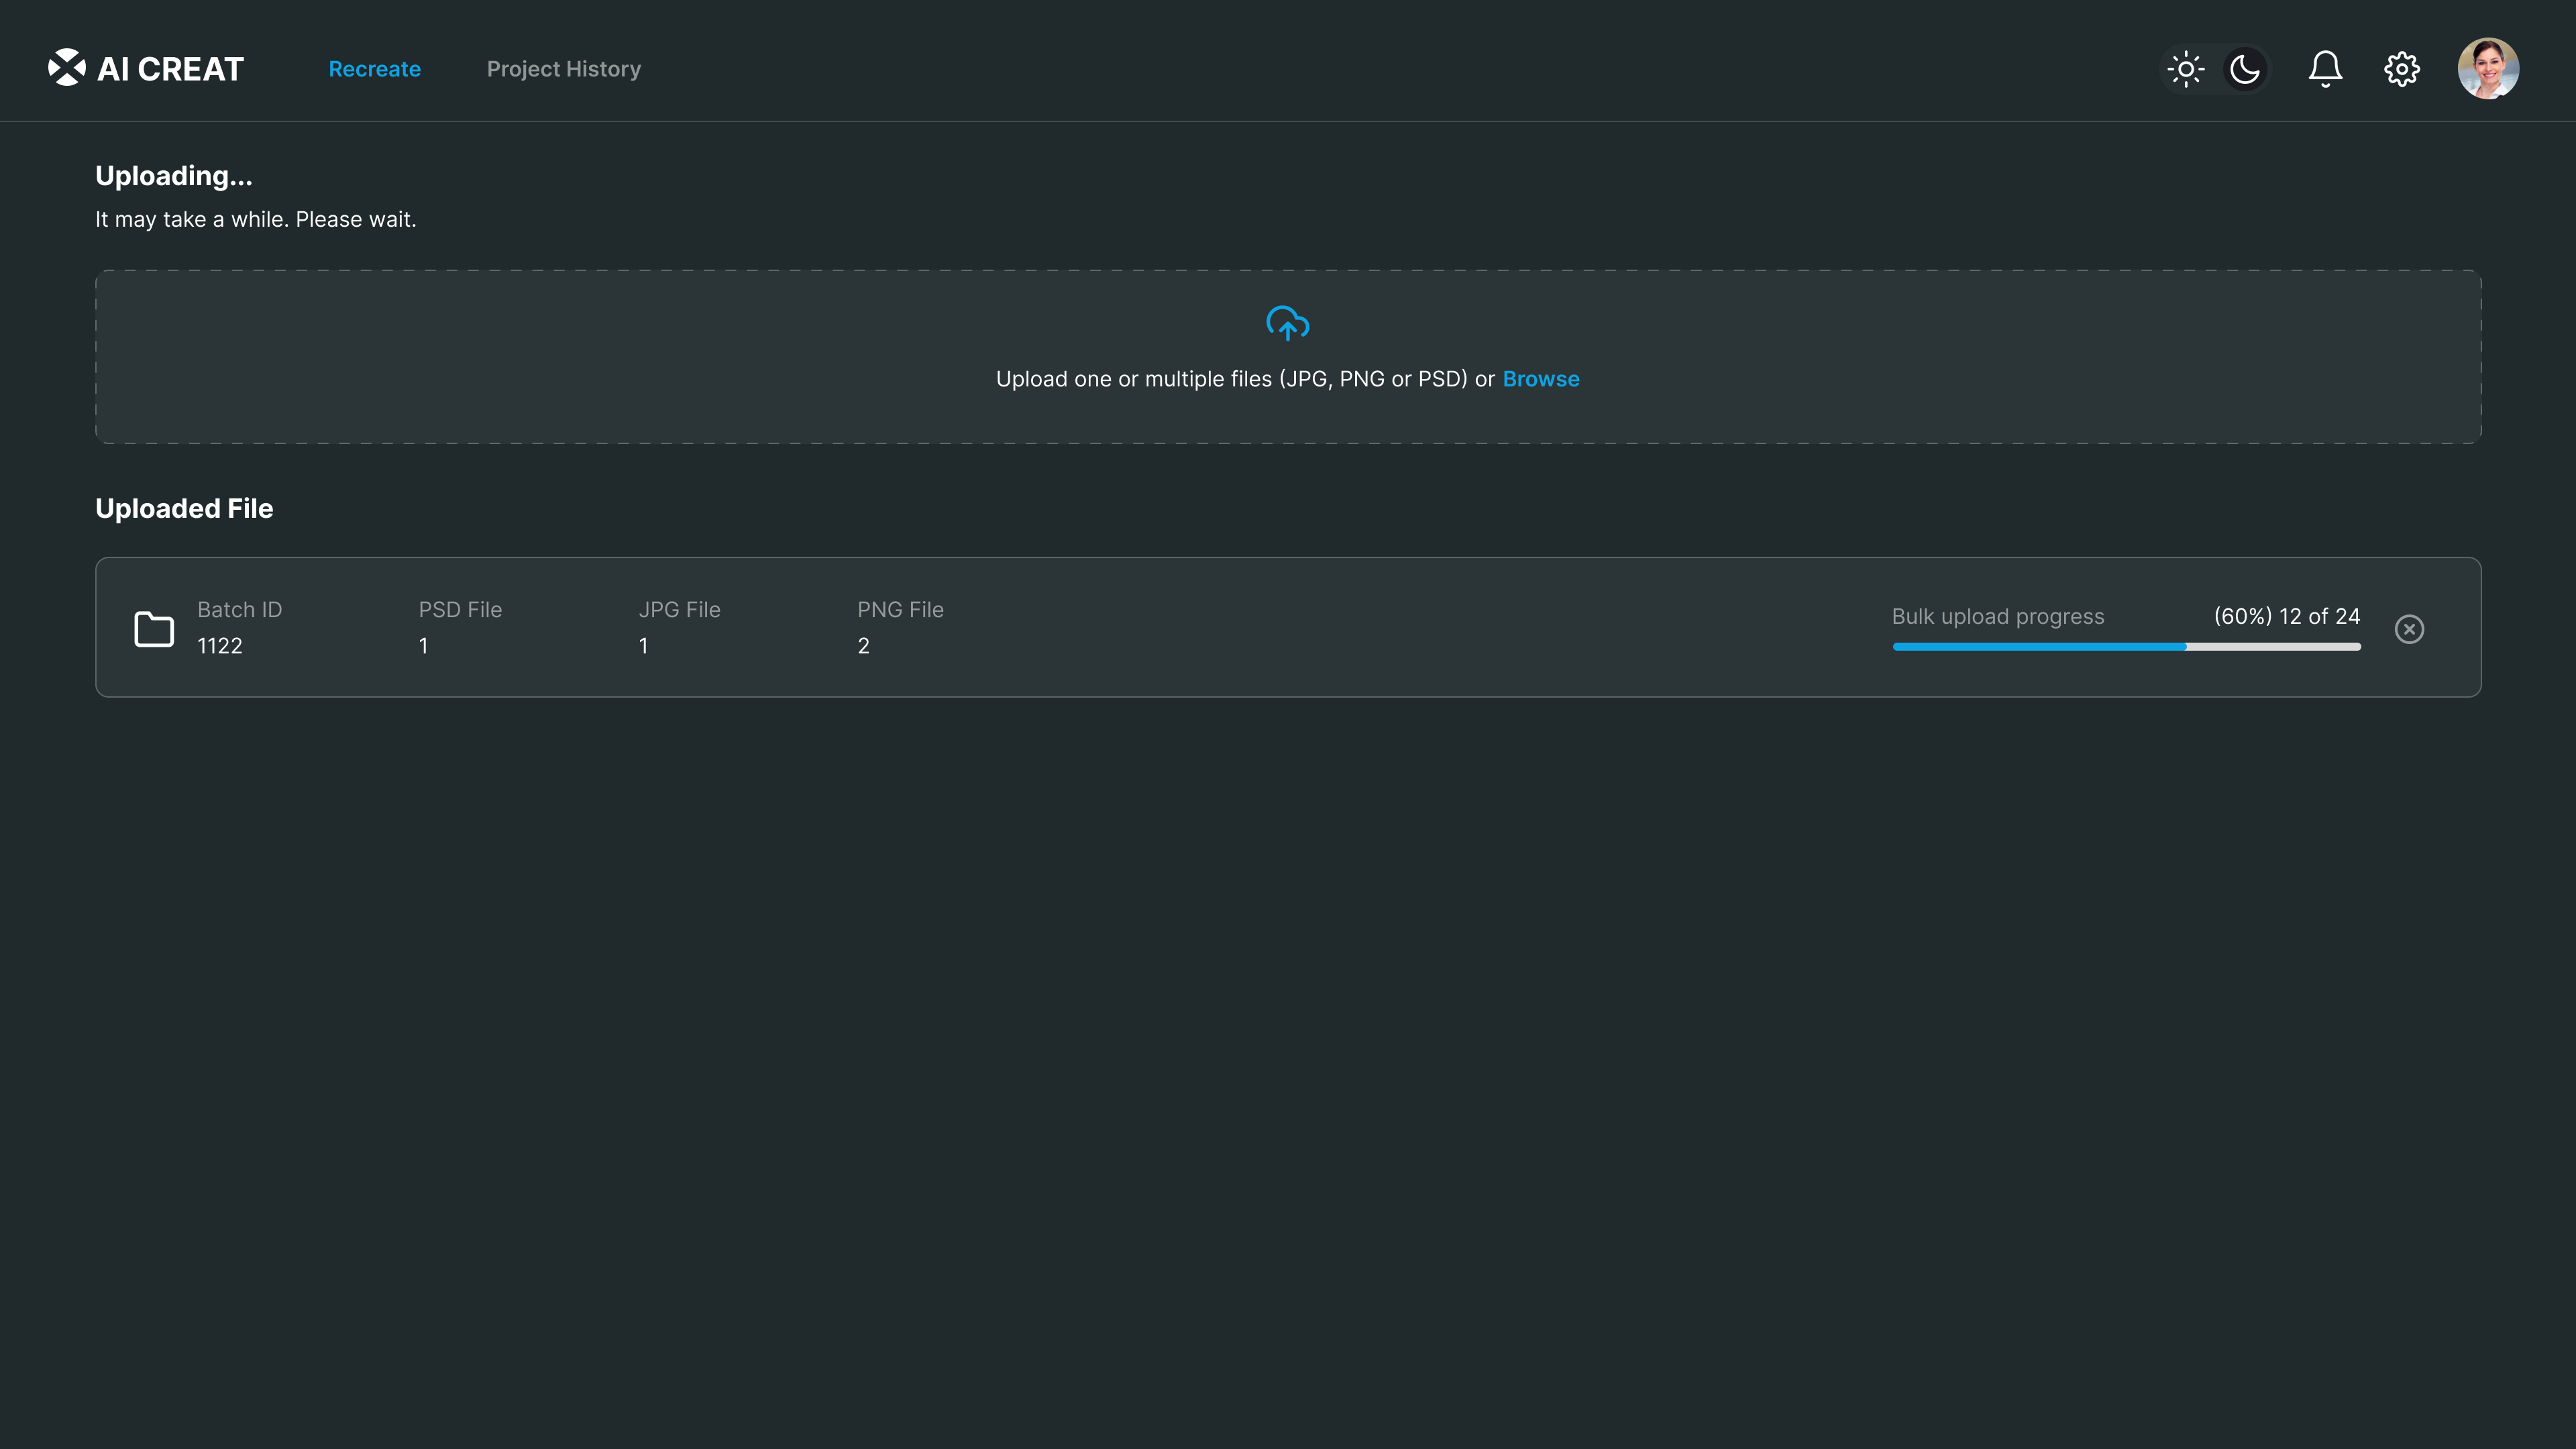 AI CREAT
Recreate
Project History
Uploading...
It may take a while. Please wait.
Upload one or multiple files (JPG, PNG or PSD) or Browse
Uploaded File
Batch ID
1122
PSD File
1
JPG File
1
PNG File
2
Bulk upload progress
(60%) 12 of 24